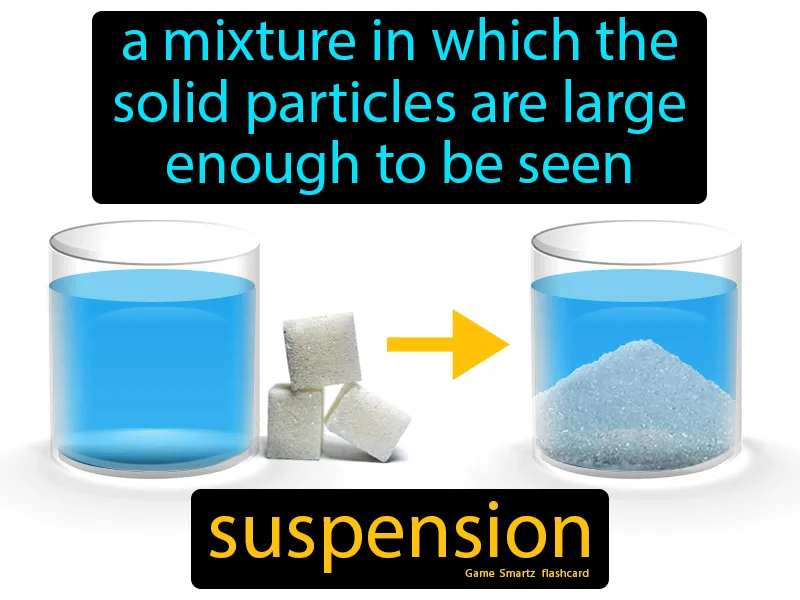 a mixture in which the
solid particles are large
enough to be seen
suspension
Game Smartz flashcard